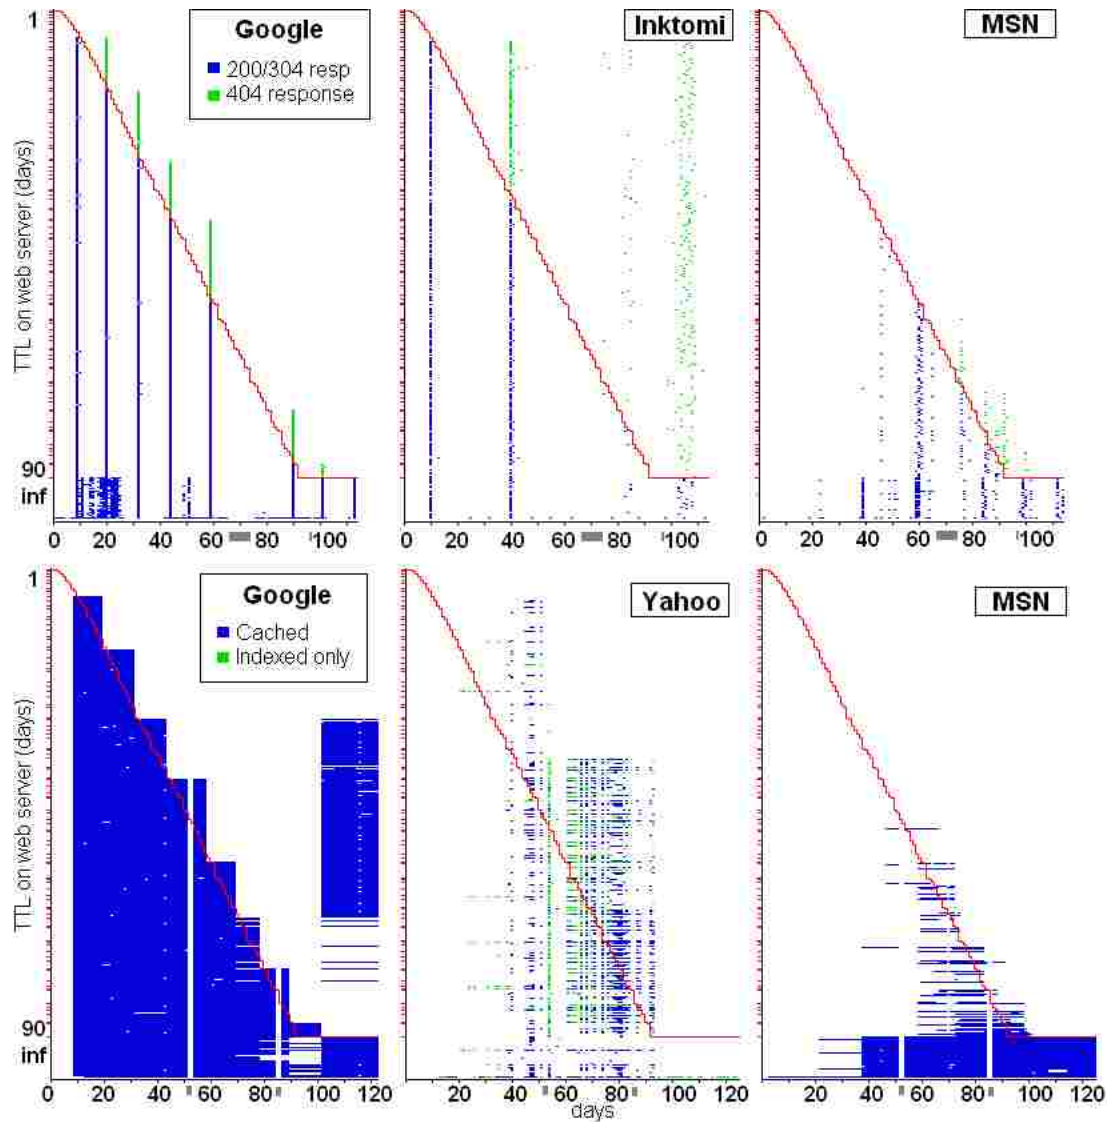 Google
200/304 resp
404 response
Inktomi
MSN
1
TTL on web server (days)
90
inf
0 20 40 60 80 100
0 20 40 60 80 100
0 20 40 60 80 100
Google
Cached
Indexed only
Yahoo
MSN
1
TTL on web server (days)
90
inf
0 20 40 60 80 100 120
0 20 40 60 80 100 120
20 40 60 80 100 120
days